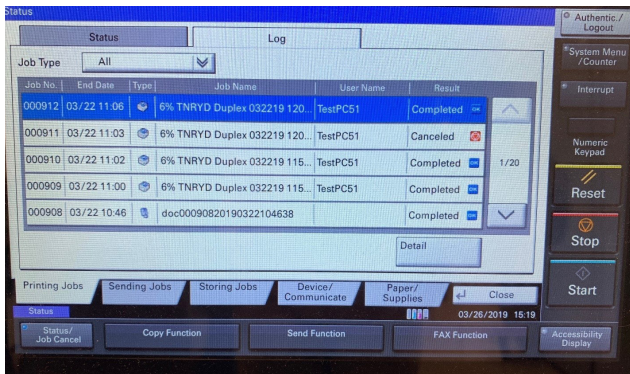 Status
Authentic./
Logout
Status
Log
Job Type
All
System Menu
/Counter
Job No. End Date Type Job Name User Name Result
Interrupt
000912 03/22 11:06 6% TNRYD Duplex 032219 120... TestPC51 Completed OK
000911 03/22 11:03 6% TNRYD Duplex 032219 120... TestPC51 Canceled
000910 03/22 11:02 6% TNRYD Duplex 032219 115... TestPC51 Completed OK
1/20
Numeric
Keypad
000909 03/22 11:00 6% TNRYD Duplex 032219 115... TestPC51 Completed OK
Reset
000908 03/22 10:46 doc00090820190322104638 Completed OK
Detail
Stop
Printing Jobs
Sending Jobs
Storing Jobs
Device/
Communicate
Paper/
Supplies
Close
Start
Status
03/26/2019 15:19
Status/
Job Cancel
Copy Function
Send Function
FAX Function
Accessibility
Display